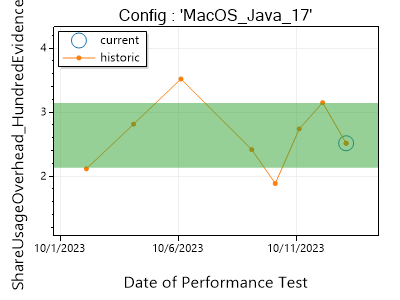 Config : 'MacOS_Java_17'
ShareUsageOverhead_HundredEvidence
current
historic
4
3
2
10/1/2023
10/6/2023
10/11/2023
Date of Performance Test